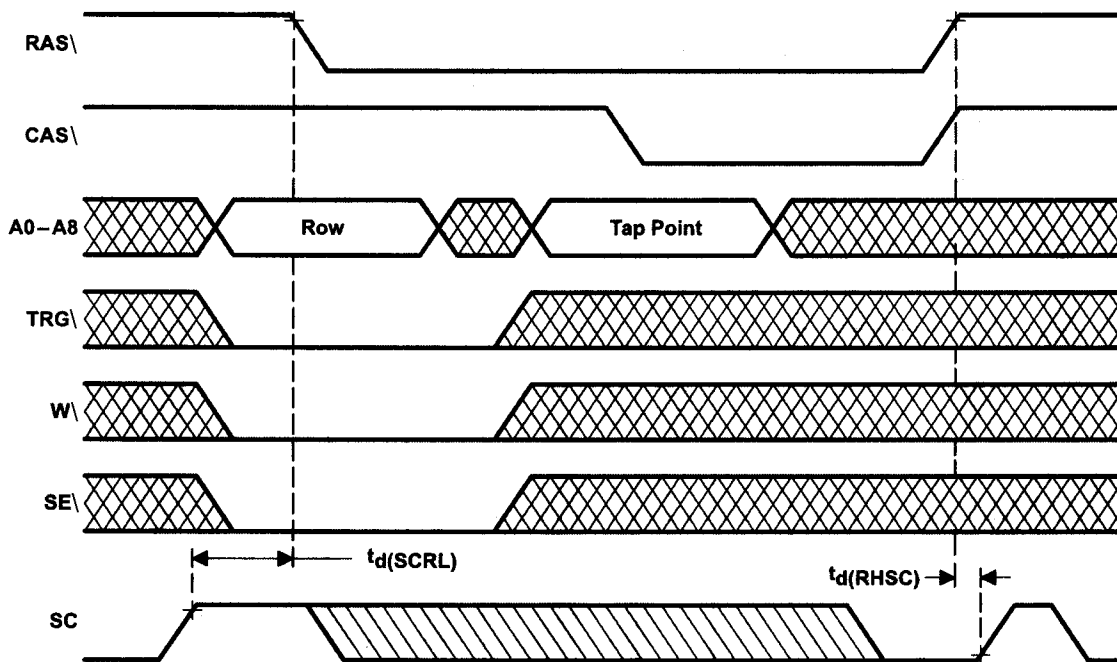 RAS\
CAS\
A0–A8 Row Tap Point
TRG\
W\
SE\
td(SCRL)
td(RHSC)
SC